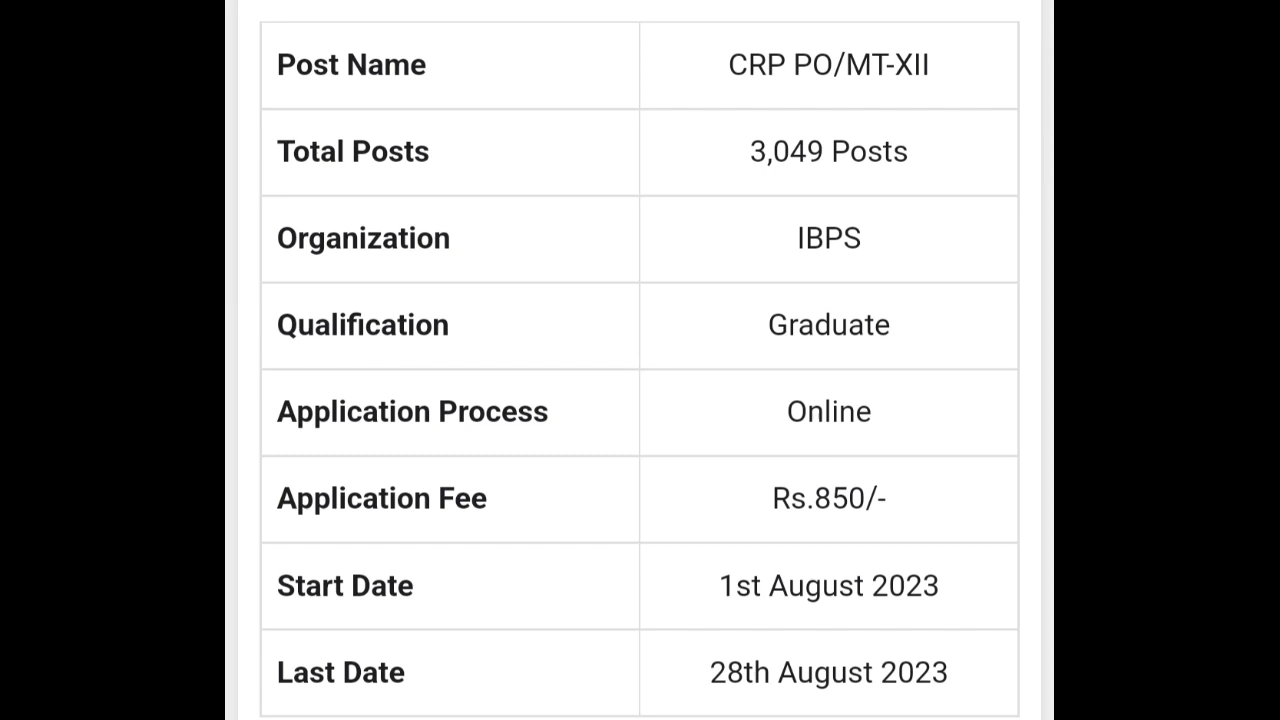 Post Name CRP PO/MT-XII
Total Posts 3,049 Posts
Organization IBPS
Qualification Graduate
Application Process Online
Application Fee Rs.850/-
Start Date 1st August 2023
Last Date 28th August 2023